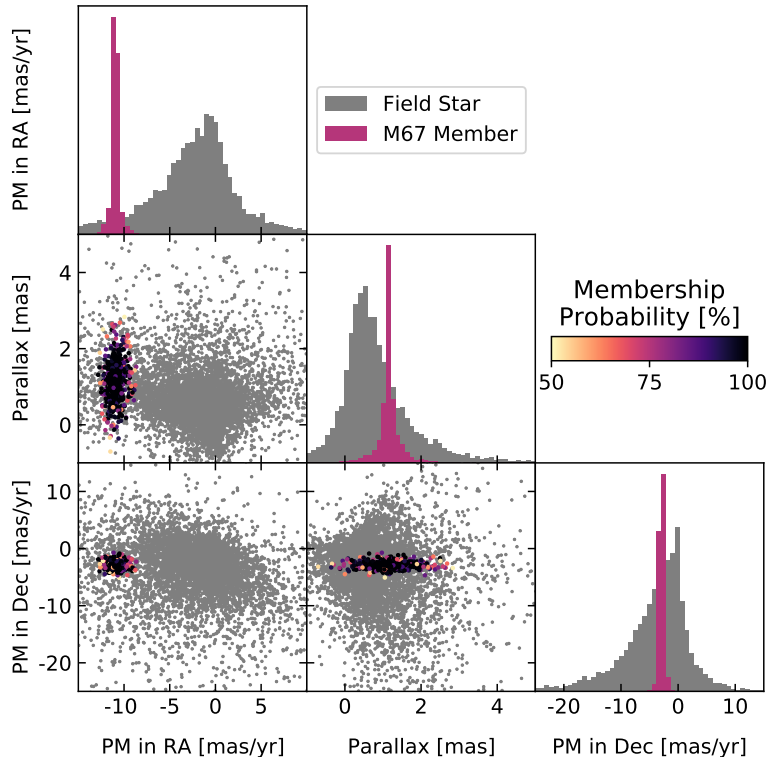 PM in RA [mas/yr]
Field Star
M67 Member
Parallax [mas]
4
2
0
Membership
Probability [%]
50 75 100
PM in Dec [mas/yr]
10
0
-10
-20
-10 -5 0 5
0 2 4
-20 -10 0
PM in RA [mas/yr]
Parallax [mas]
PM in Dec [mas/yr]